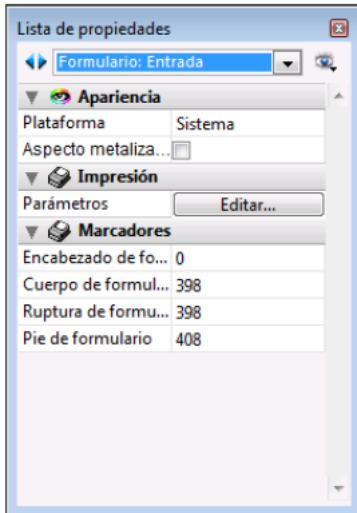 Lista de propiedades
Formulario: Entrada
Apariencia
Plataforma Sistema
Aspecto metaliza...
Impresión
Parámetros Editar...
Marcadores
Encabezado de fo... 0
Cuerpo de formul... 398
Ruptura de formu... 398
Pie de formulario 408